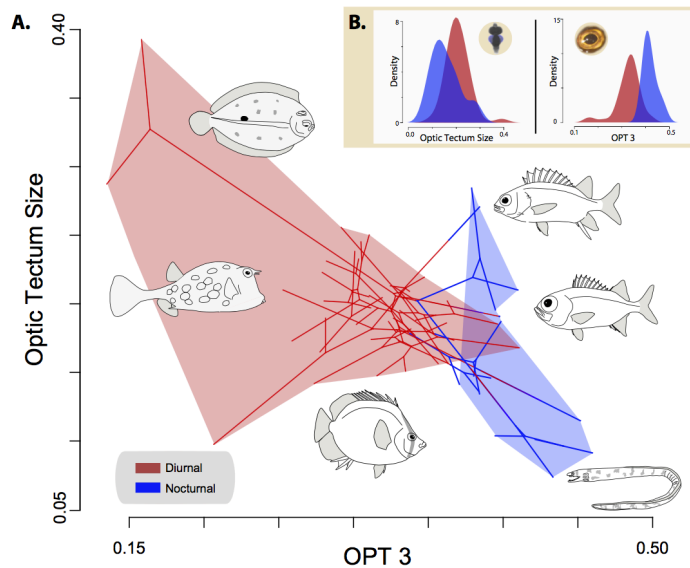 A.
B.
0.40
Optic Tectum Size
0.05
0.15
OPT 3
0.50
Diurnal
Nocturnal
8
Density
0
0.0
Optic Tectum Size
0.4
15
Density
0
0.1
OPT 3
0.5